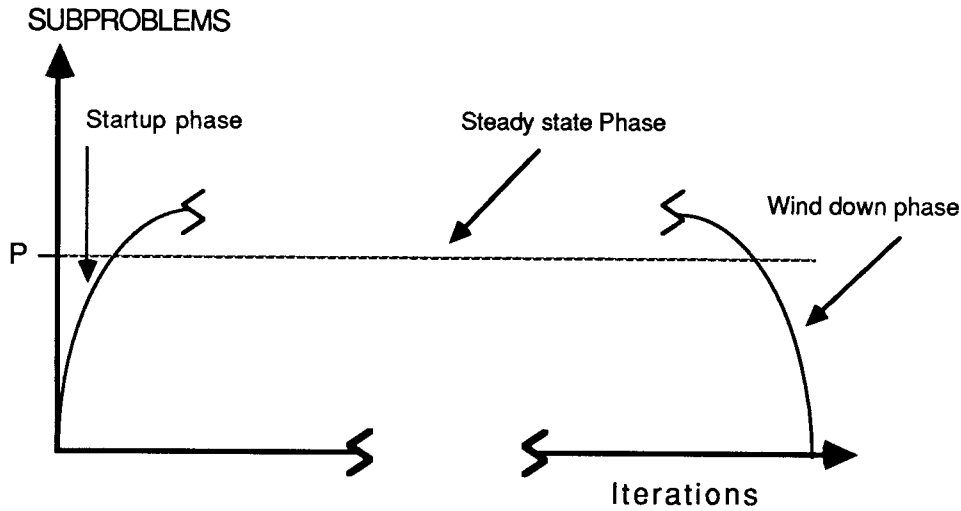 SUBPROBLEMS
Startup phase
Steady state Phase
Wind down phase
P
Iterations